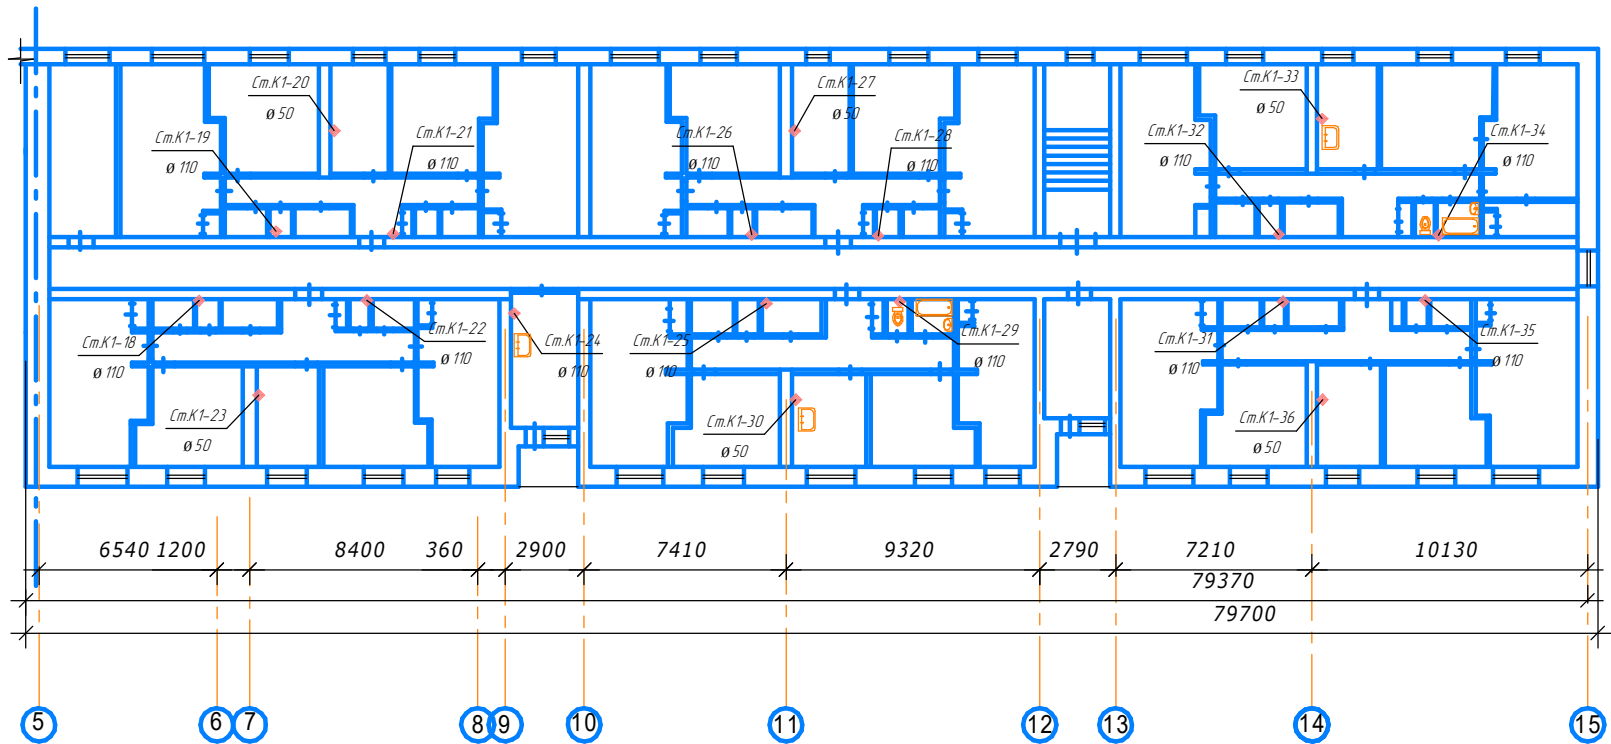 Ст.К1-20
ø 50
Ст.К1-27
ø 50
Ст.К1-33
ø 50
Ст.К1-19
ø 110
Ст.К1-21
ø 110
Ст.К1-26
ø 110
Ст.К1-28
ø 110
Ст.К1-32
ø 110
Ст.К1-34
ø 110
Ст.К1-18
ø 110
Ст.К1-22
ø 110
Ст.К1-24
ø 110
Ст.К1-25
ø 110
Ст.К1-29
ø 110
Ст.К1-31
ø 110
Ст.К1-35
ø 110
Ст.К1-23
ø 50
Ст.К1-30
ø 50
Ст.К1-36
ø 50
6540 1200 8400 360 2900 7410 9320 2790 7210 10130
79370
79700
5 6 7 8 9 10 11 12 13 14 15